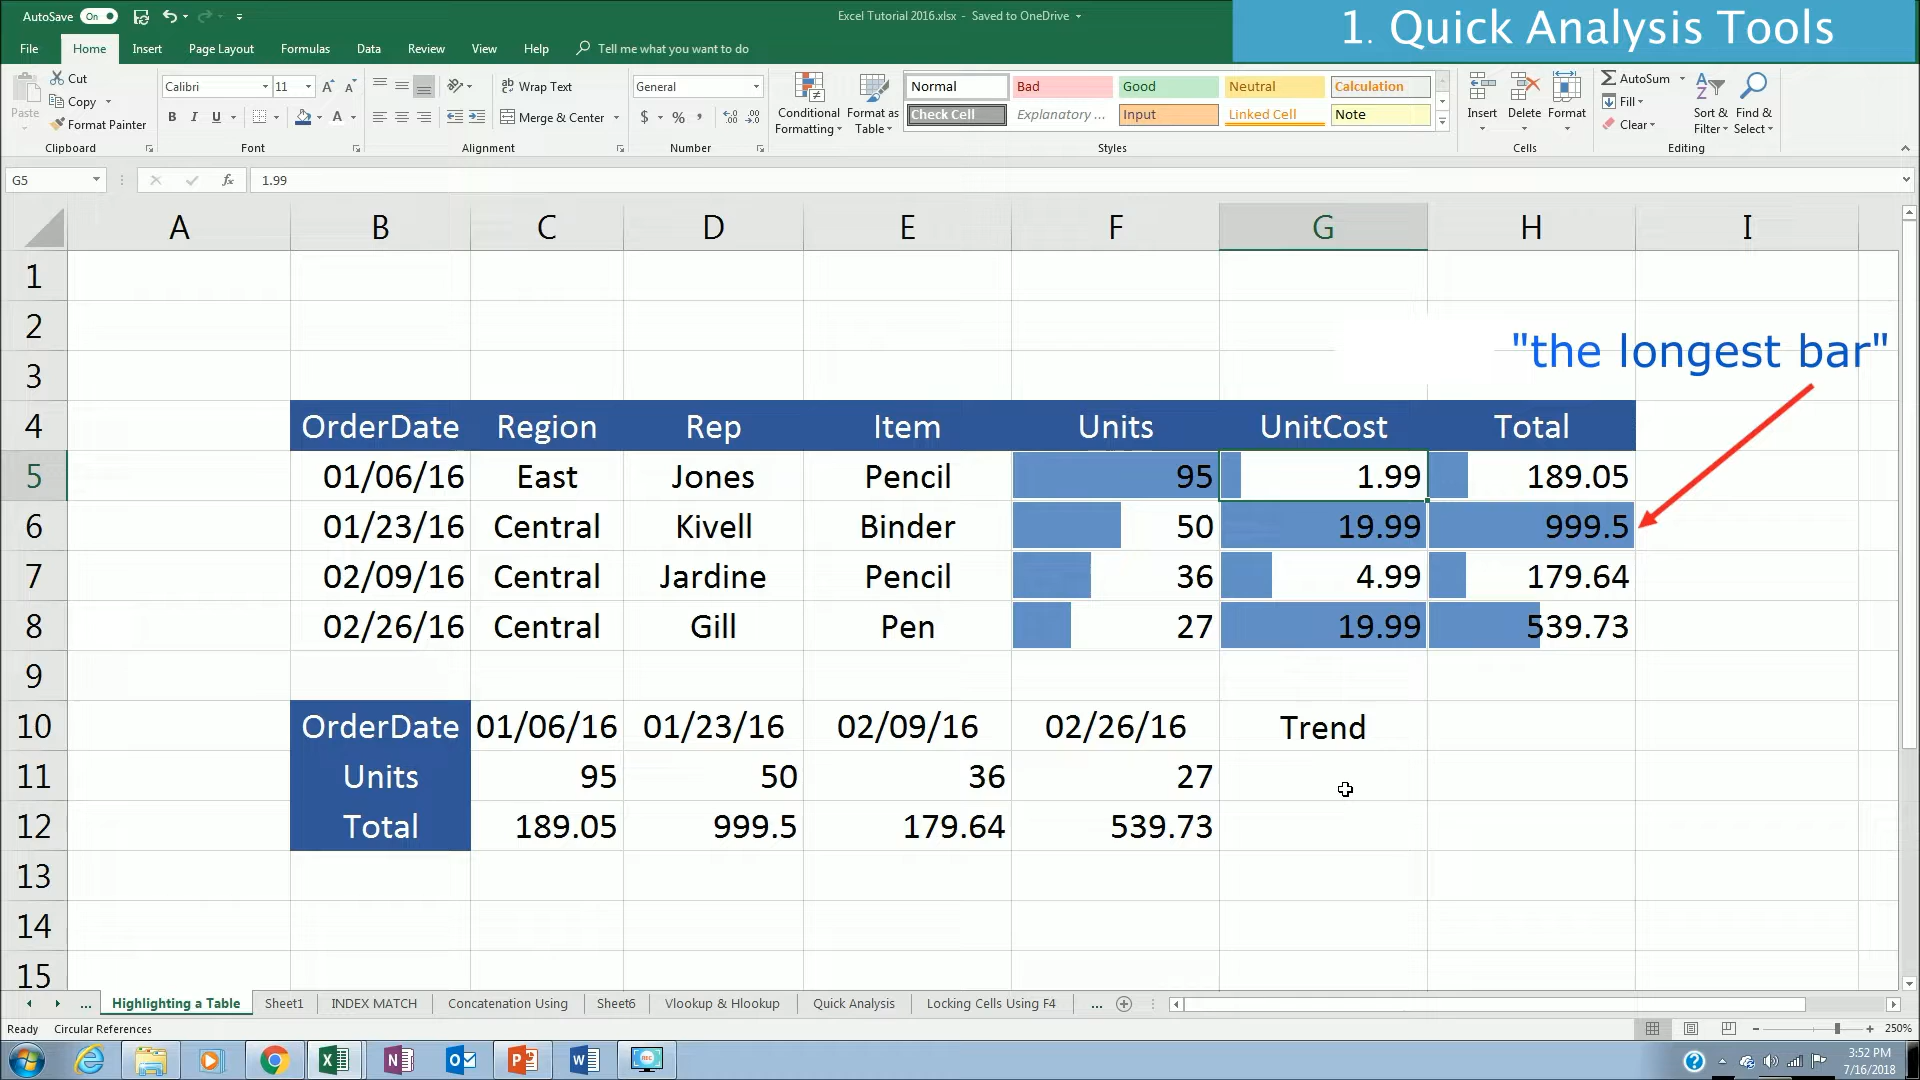 AutoSave On Excel Tutorial 2016.xlsx - Saved to OneDrive
1. Quick Analysis Tools
File Home Insert Page Layout Formulas Data Review View Help Tell me what you want to do
Cut
Copy
Format Painter
Paste
Clipboard
Calibri 11
B I U A
Font
Wrap Text
Merge & Center
Alignment
General
$ % ,
Number
Conditional Formatting
Format as Table
Normal Bad Good Neutral Calculation
Check Cell Explanatory ... Input Linked Cell Note
Styles
Insert Delete Format
Cells
AutoSum
Fill
Clear
Sort & Filter
Find & Select
Editing
G5 fx 1.99
A B C D E F G H I
1
2
3
"the longest bar"
4 OrderDate Region Rep Item Units UnitCost Total
5 01/06/16 East Jones Pencil 95 1.99 189.05
6 01/23/16 Central Kivell Binder 50 19.99 999.5
7 02/09/16 Central Jardine Pencil 36 4.99 179.64
8 02/26/16 Central Gill Pen 27 19.99 539.73
9
10 OrderDate 01/06/16 01/23/16 02/09/16 02/26/16 Trend
11 Units 95 50 36 27
12 Total 189.05 999.5 179.64 539.73
13
14
15
... Highlighting a Table Sheet1 INDEX MATCH Concatenation Using Sheet6 Vlookup & Hlookup Quick Analysis Locking Cells Using F4 ...
Ready Circular References 250%
3:52 PM
7/16/2018